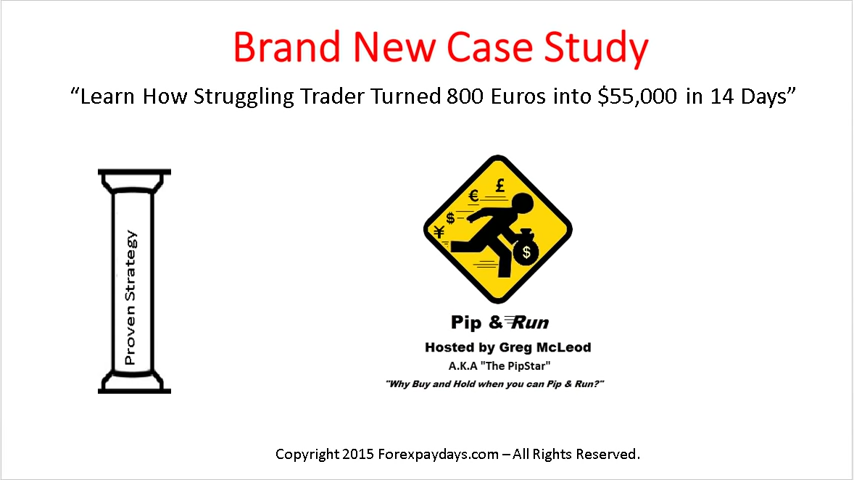 Brand New Case Study
“Learn How Struggling Trader Turned 800 Euros into $55,000 in 14 Days”
Proven Strategy
€ £
$
¥
$
Pip & Run
Hosted by Greg McLeod
A.K.A "The PipStar"
"Why Buy and Hold when you can Pip & Run?"
Copyright 2015 Forexpaydays.com – All Rights Reserved.